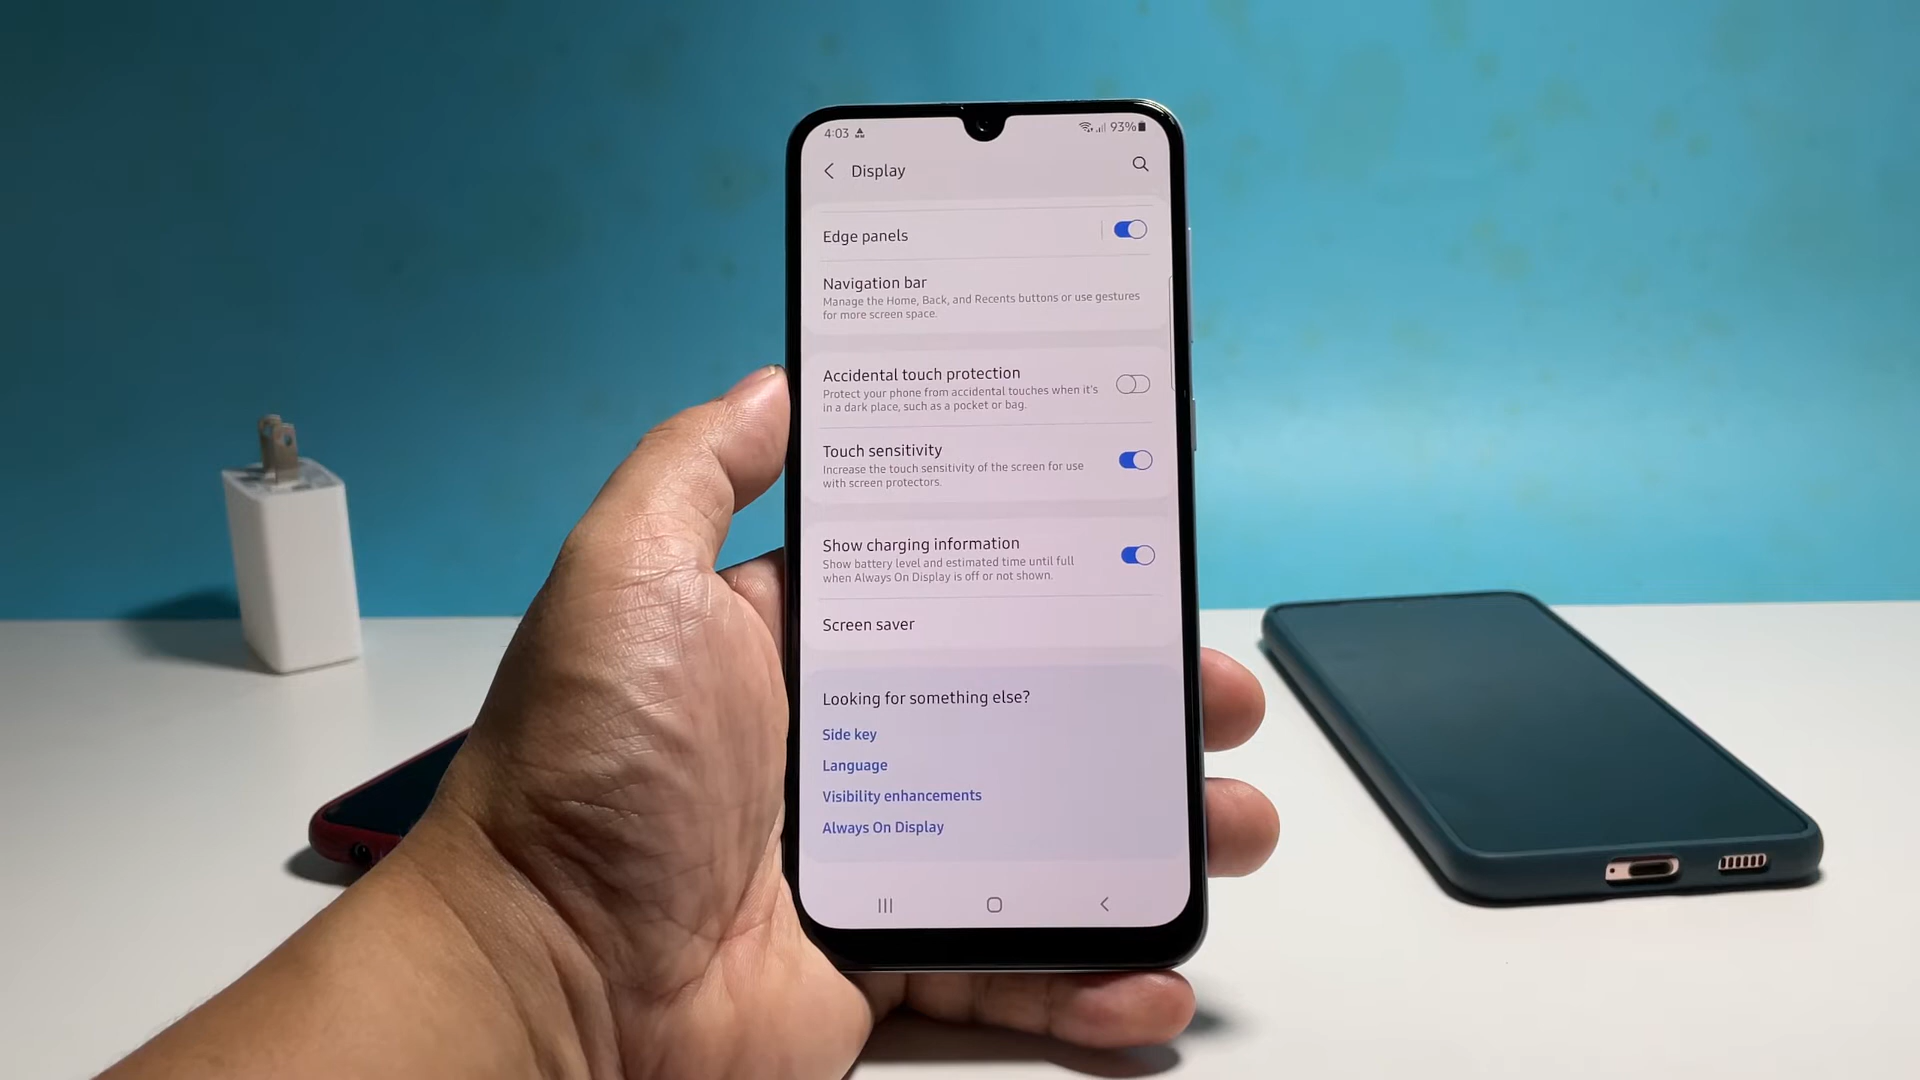 4:03
93%
Display
Edge panels
Navigation bar
Manage the Home, Back, and Recents buttons or use gestures
for more screen space.
Accidental touch protection
Protect your phone from accidental touches when it's
in a dark place, such as a pocket or bag.
Touch sensitivity
Increase the touch sensitivity of the screen for use
with screen protectors.
Show charging information
Show battery level and estimated time until full
when Always On Display is off or not shown.
Screen saver
Looking for something else?
Side key
Language
Visibility enhancements
Always On Display